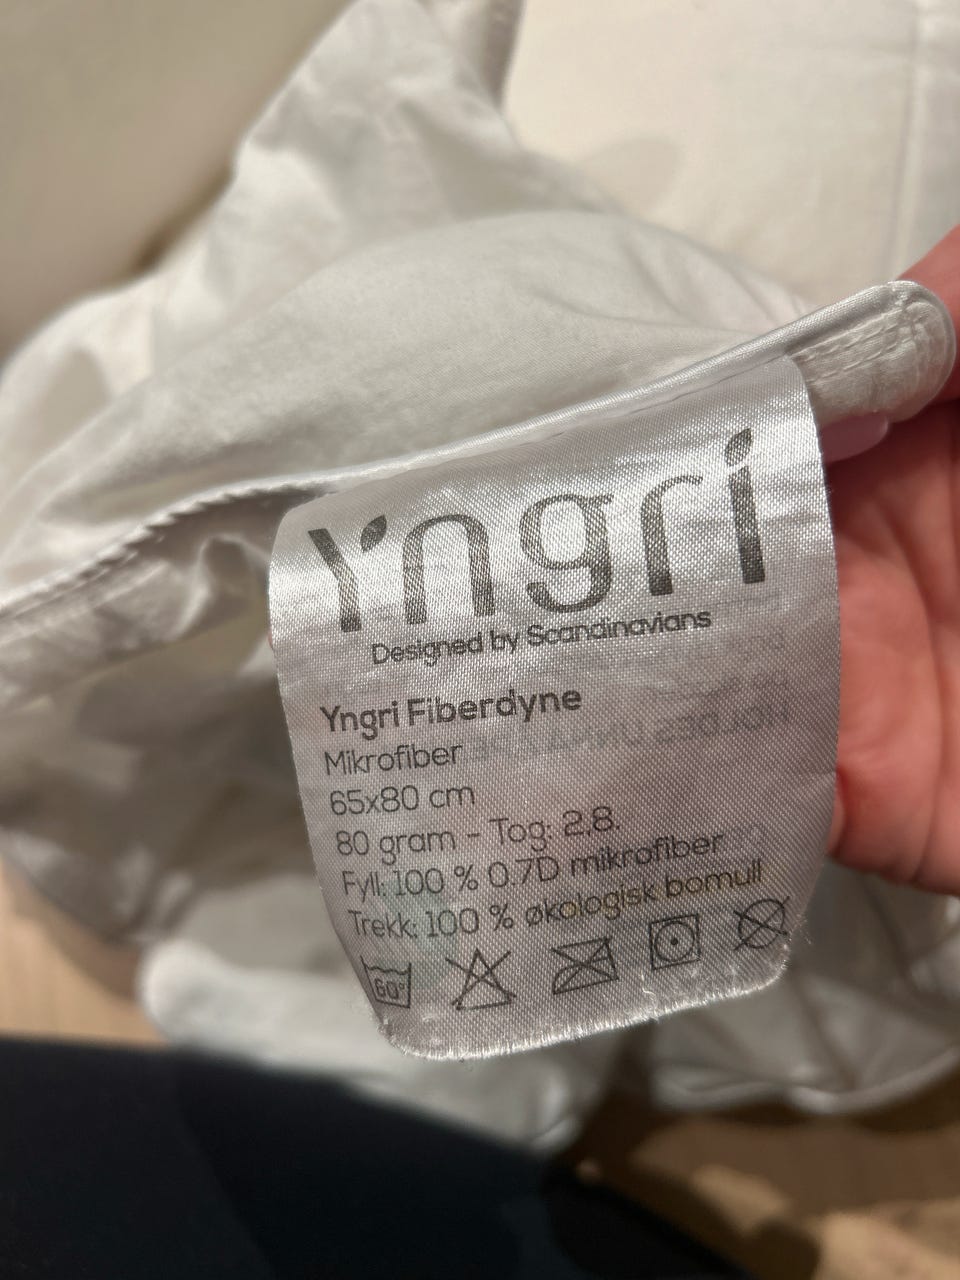 Yngri
Designed by Scandinavians
Yngri Fiberdyne
Mikrofiber
65x80 cm
80 gram - Tog: 2.8.
Fyll: 100 % 0.7D mikrofiber
Trekk: 100 % økologisk bomull
60°